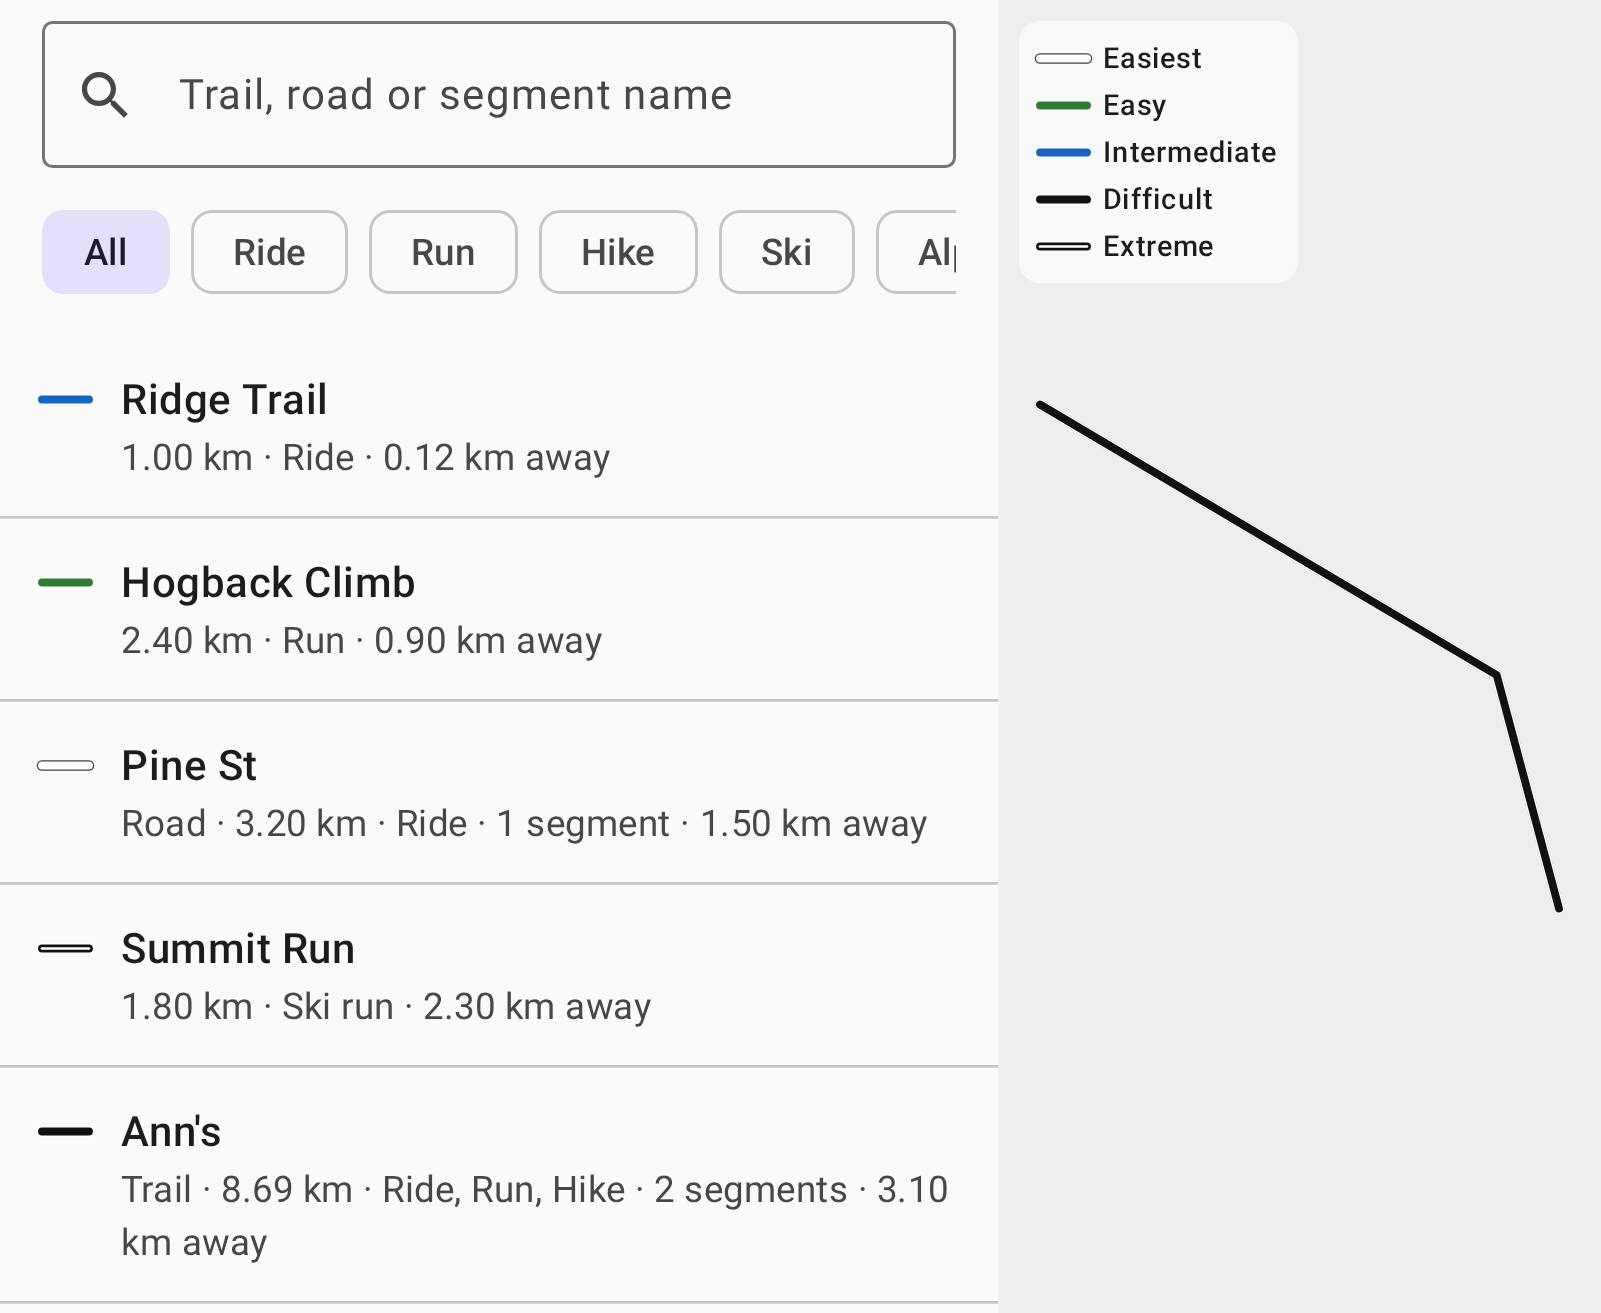 Trail, road or segment name
All Ride Run Hike Ski
Ridge Trail
1.00 km · Ride · 0.12 km away
Hogback Climb
2.40 km · Run · 0.90 km away
Pine St
Road · 3.20 km · Ride · 1 segment · 1.50 km away
Summit Run
1.80 km · Ski run · 2.30 km away
Ann's
Trail · 8.69 km · Ride, Run, Hike · 2 segments · 3.10
km away
Easiest
Easy
Intermediate
Difficult
Extreme